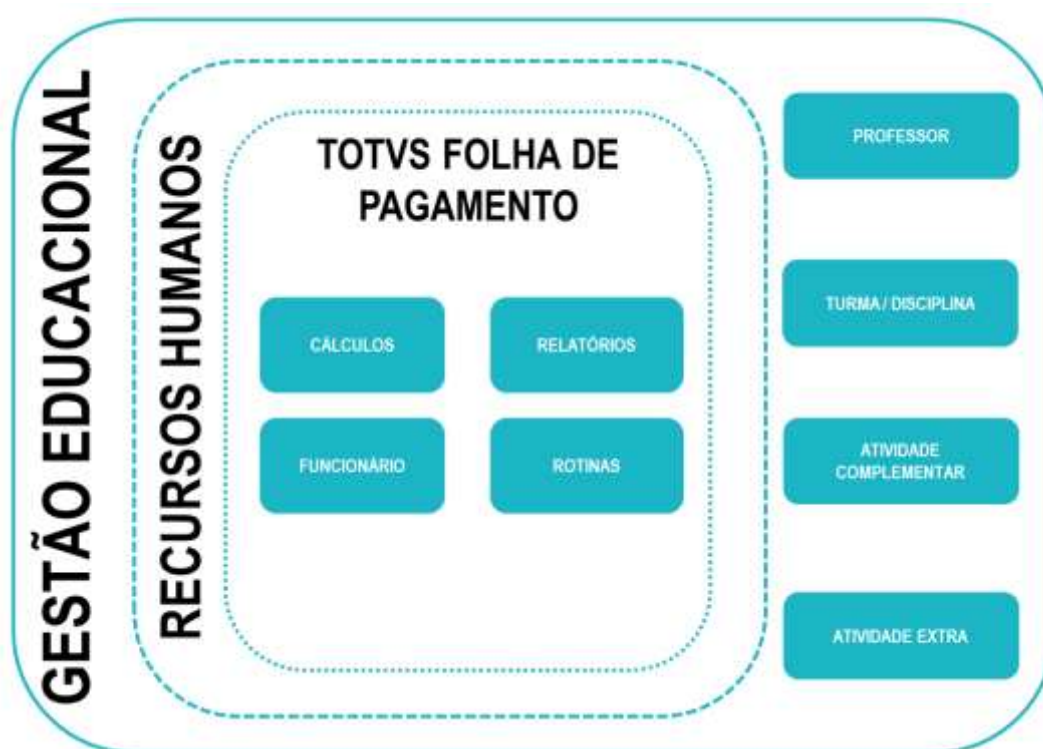 GESTÃO EDUCACIONAL
RECURSOS HUMANOS
TOTVS FOLHA DE
PAGAMENTO
CÁLCULOS
RELATÓRIOS
FUNCIONÁRIO
ROTINAS
PROFESSOR
TURMA / DISCIPLINA
ATIVIDADE
COMPLEMENTAR
ATIVIDADE EXTRA